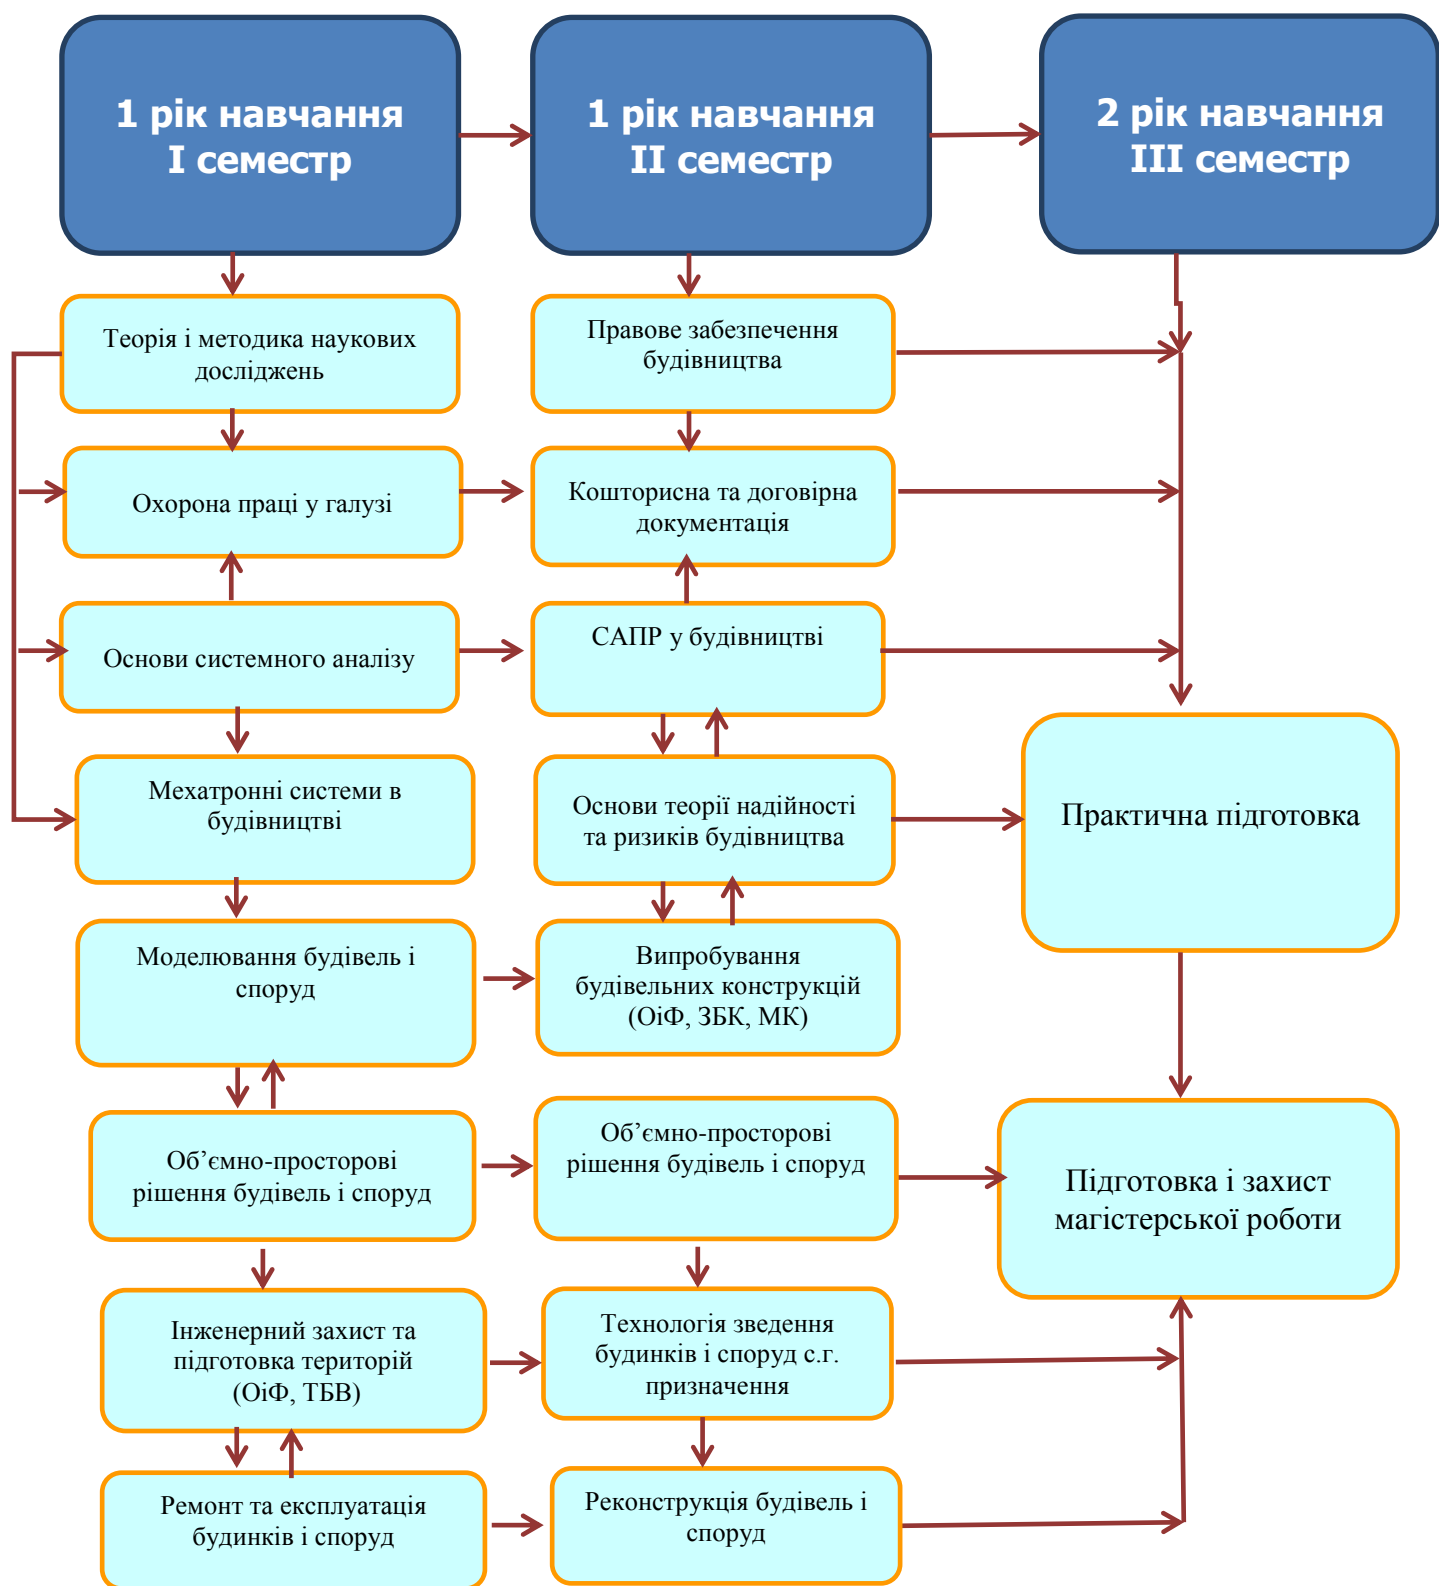 1 рік навчання
I семестр
1 рік навчання
II семестр
2 рік навчання
III семестр
Теорія і методика наукових
досліджень
Правове забезпечення
будівництва
Охорона праці у галузі
Кошторисна та договірна
документація
Основи системного аналізу
САПР у будівництві
Мехатронні системи в
будівництві
Основи теорії надійності
та ризиків будівництва
Практична підготовка
Моделювання будівель і
споруд
Випробування
будівельних конструкцій
(ОіФ, ЗБК, МК)
Об’ємно-просторові
рішення будівель і споруд
Об’ємно-просторові
рішення будівель і споруд
Підготовка і захист
магістерської роботи
Інженерний захист та
підготовка територій
(ОіФ, ТБВ)
Технологія зведення
будинків і споруд с.г.
призначення
Ремонт та експлуатація
будинків і споруд
Реконструкція будівель і
споруд